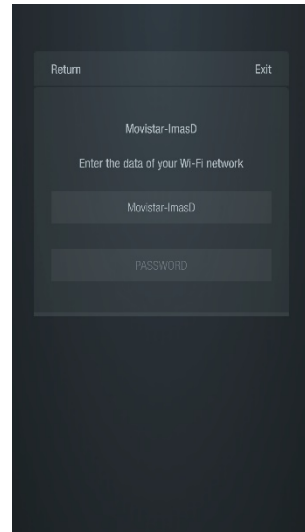 Return Exit
Movistar-ImasD
Enter the data of your Wi-Fi network
Movistar-ImasD
PASSWORD